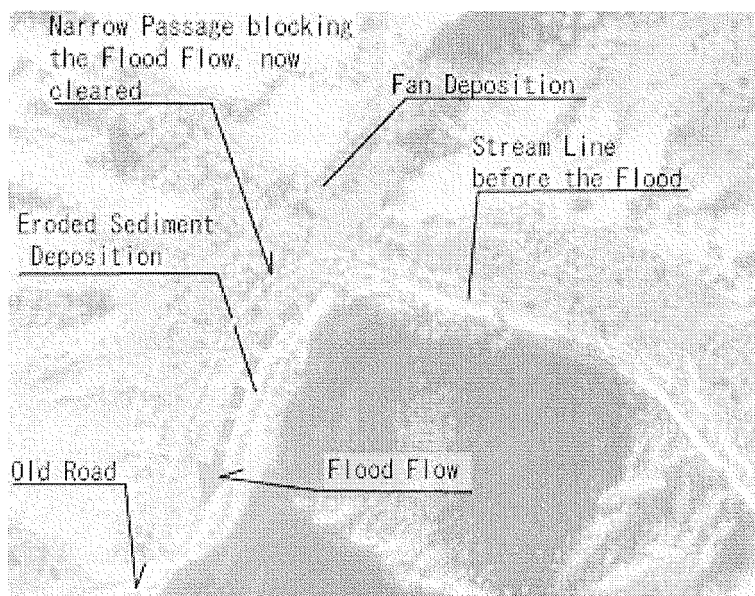 Narrow Passage blocking
the Flood Flow, now
cleared
Fan Deposition
Stream Line
before the Flood
Eroded Sediment
Deposition
Old Road
Flood Flow